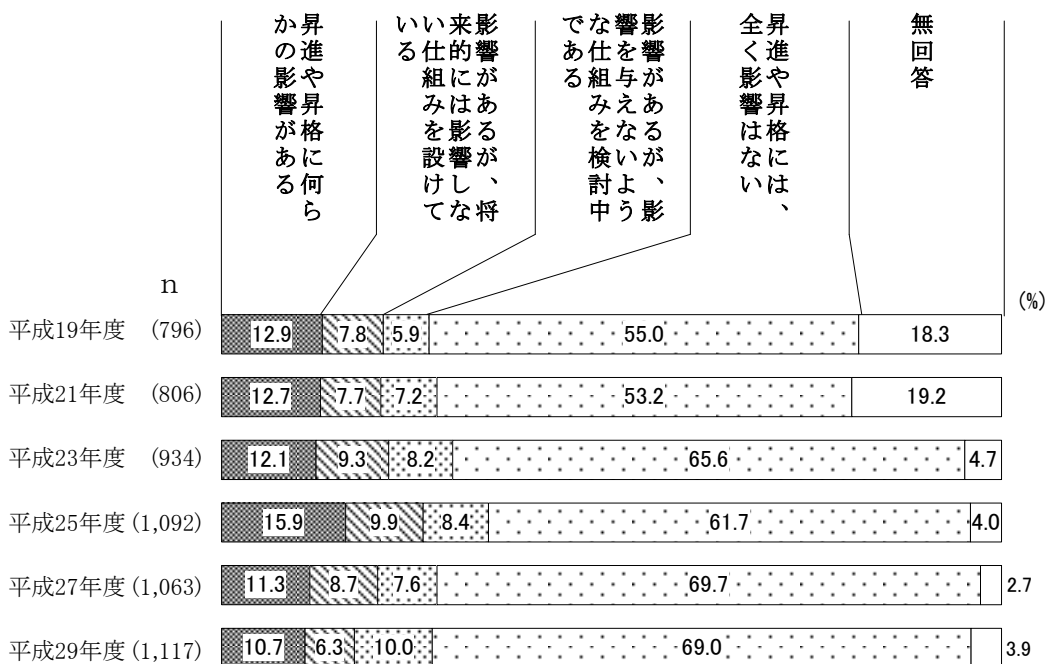 昇進や昇格に何ら
かの影響がある
影響があるが、将
来的には影響しな
い仕組みを設けて
いる
影響があるが、影
響を与えないよう
な仕組みを検討中
である
昇進や昇格には、
全く影響はない
無回答
n
(%)
平成19年度 (796) 12.9 7.8 5.9 55.0 18.3
平成21年度 (806) 12.7 7.7 7.2 53.2 19.2
平成23年度 (934) 12.1 9.3 8.2 65.6 4.7
平成25年度 (1,092) 15.9 9.9 8.4 61.7 4.0
平成27年度 (1,063) 11.3 8.7 7.6 69.7 2.7
平成29年度 (1,117) 10.7 6.3 10.0 69.0 3.9